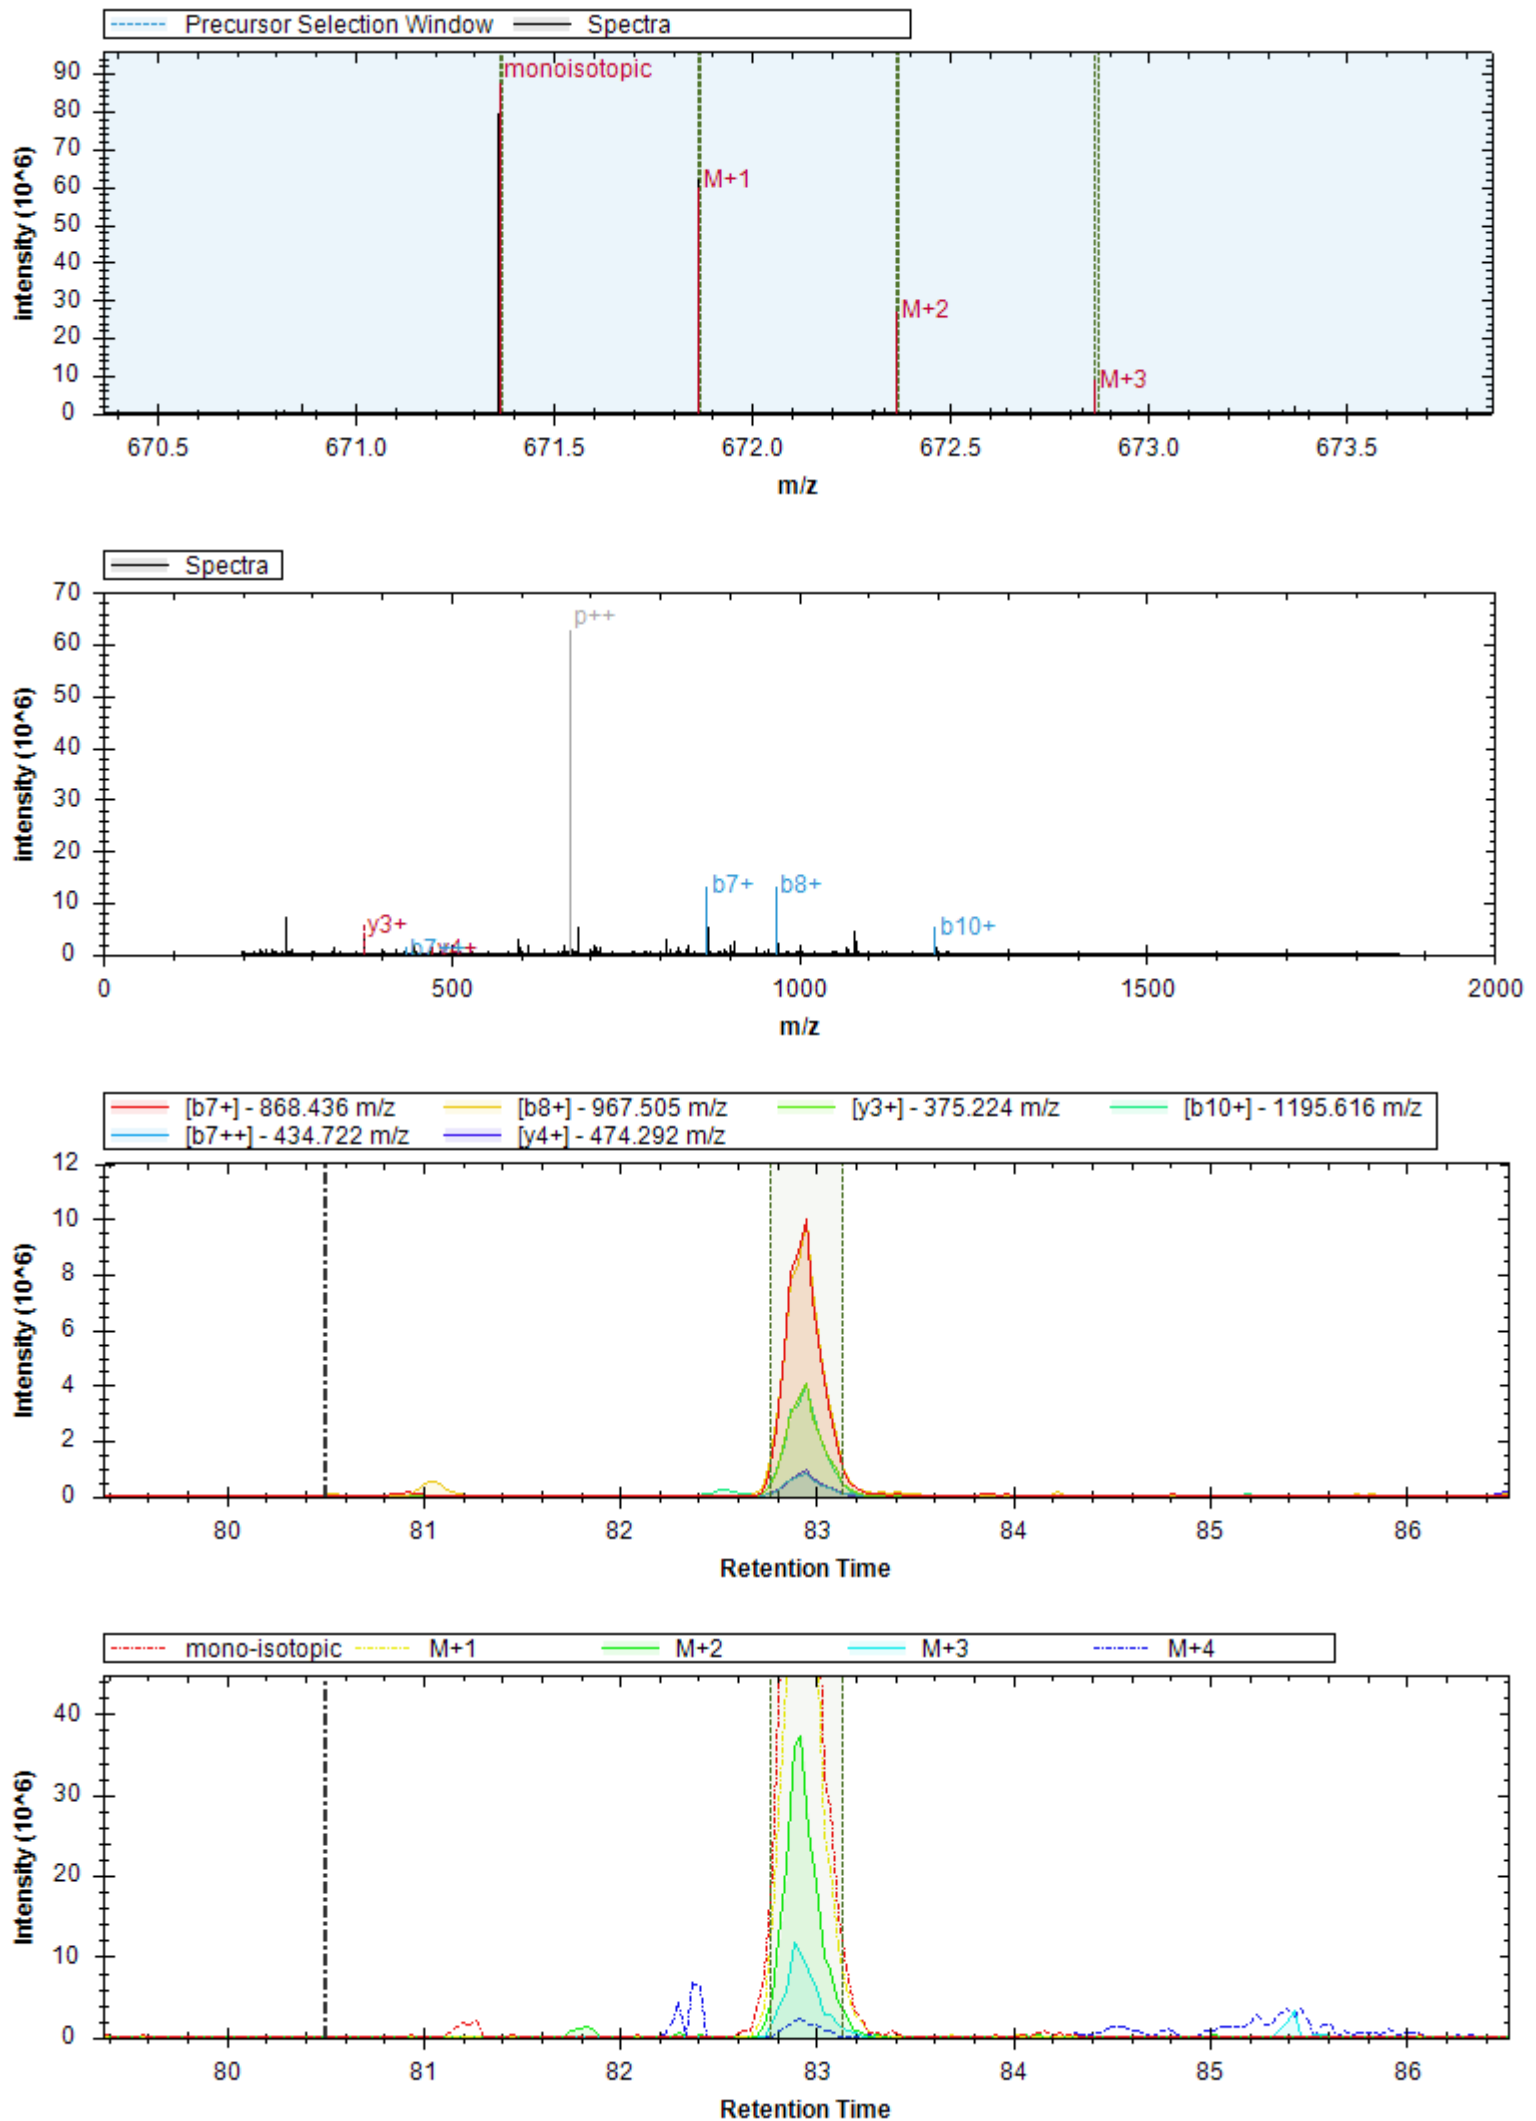 Precursor Selection Window Spectra
90
80
70
60
50
40
30
20
10
0
intensity (10^6)
monoisotopic
M+1
M+2
M+3
670.5 671.0 671.5 672.0 672.5 673.0 673.5
m/z
Spectra
70
60
50
40
30
20
10
0
intensity (10^6)
p++
b7+ b8+
y3+
b10+
b7++ y4+
0 500 1000 1500 2000
m/z
[b7+] - 868.436 m/z [b8+] - 967.505 m/z [y3+] - 375.224 m/z [b10+] - 1195.616 m/z
[b7++] - 434.722 m/z [y4+] - 474.292 m/z
12
10
8
6
4
2
0
Intensity (10^6)
80 81 82 83 84 85 86
Retention Time
mono-isotopic M+1 M+2 M+3 M+4
40
30
20
10
0
Intensity (10^6)
80 81 82 83 84 85 86
Retention Time